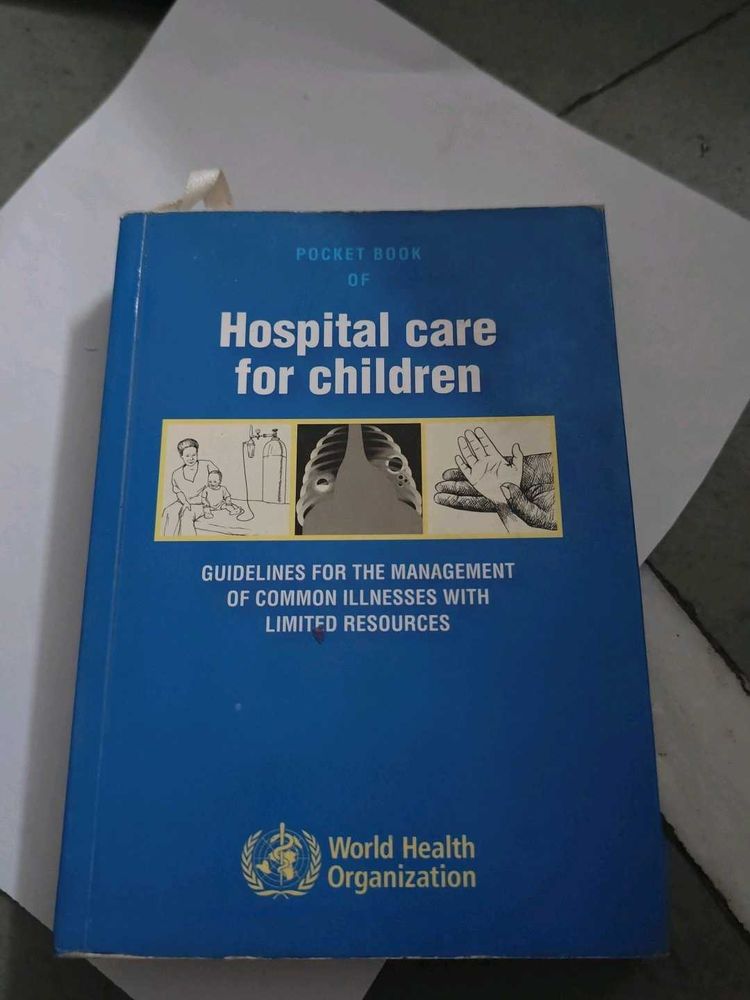 POCKET BOOK
OF
Hospital care
for children
GUIDELINES FOR THE MANAGEMENT
OF COMMON ILLNESSES WITH
LIMITED RESOURCES
World Health
Organization